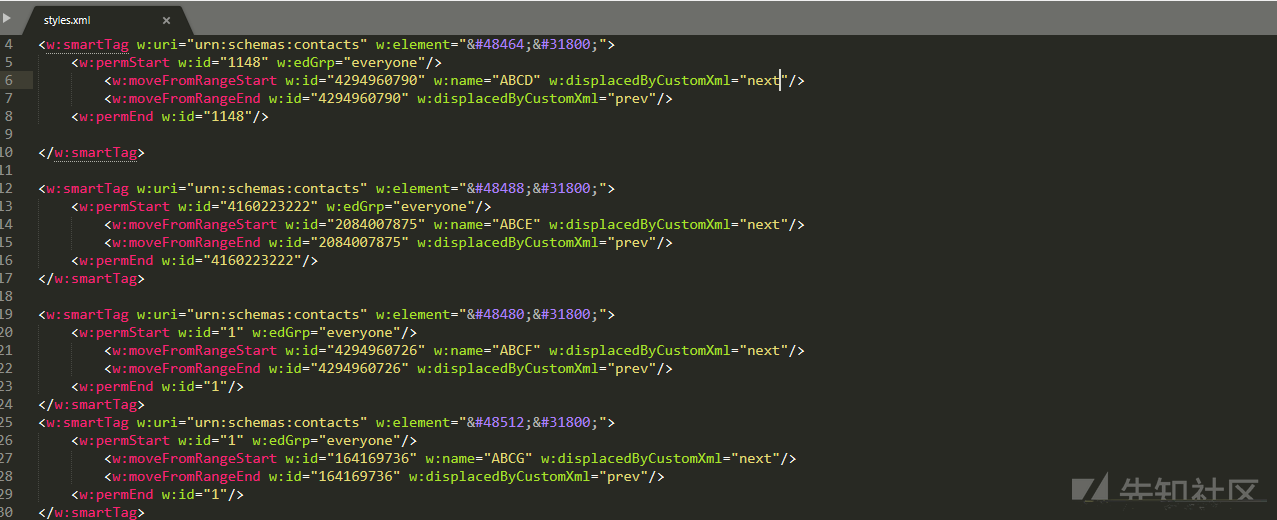 styles.xml ×
4 <w:smartTag w:uri="urn:schemas:contacts" w:element="&#48464;&#31800;">
5 <w:permStart w:id="1148" w:edGrp="everyone"/>
6 <w:moveFromRangeStart w:id="4294960790" w:name="ABCD" w:displacedByCustomXml="next"/>
7 <w:moveFromRangeEnd w:id="4294960790" w:displacedByCustomXml="prev"/>
8 <w:permEnd w:id="1148"/>
9
10 </w:smartTag>
11
12 <w:smartTag w:uri="urn:schemas:contacts" w:element="&#48488;&#31800;">
13 <w:permStart w:id="4160223222" w:edGrp="everyone"/>
14 <w:moveFromRangeStart w:id="2084007875" w:name="ABCE" w:displacedByCustomXml="next"/>
15 <w:moveFromRangeEnd w:id="2084007875" w:displacedByCustomXml="prev"/>
16 <w:permEnd w:id="4160223222"/>
17 </w:smartTag>
18
19 <w:smartTag w:uri="urn:schemas:contacts" w:element="&#48480;&#31800;">
20 <w:permStart w:id="1" w:edGrp="everyone"/>
21 <w:moveFromRangeStart w:id="4294960726" w:name="ABCF" w:displacedByCustomXml="next"/>
22 <w:moveFromRangeEnd w:id="4294960726" w:displacedByCustomXml="prev"/>
23 <w:permEnd w:id="1"/>
24 </w:smartTag>
25 <w:smartTag w:uri="urn:schemas:contacts" w:element="&#48512;&#31800;">
26 <w:permStart w:id="1" w:edGrp="everyone"/>
27 <w:moveFromRangeStart w:id="164169736" w:name="ABCG" w:displacedByCustomXml="next"/>
28 <w:moveFromRangeEnd w:id="164169736" w:displacedByCustomXml="prev"/>
29 <w:permEnd w:id="1"/>
30 </w:smartTag>
先知社区